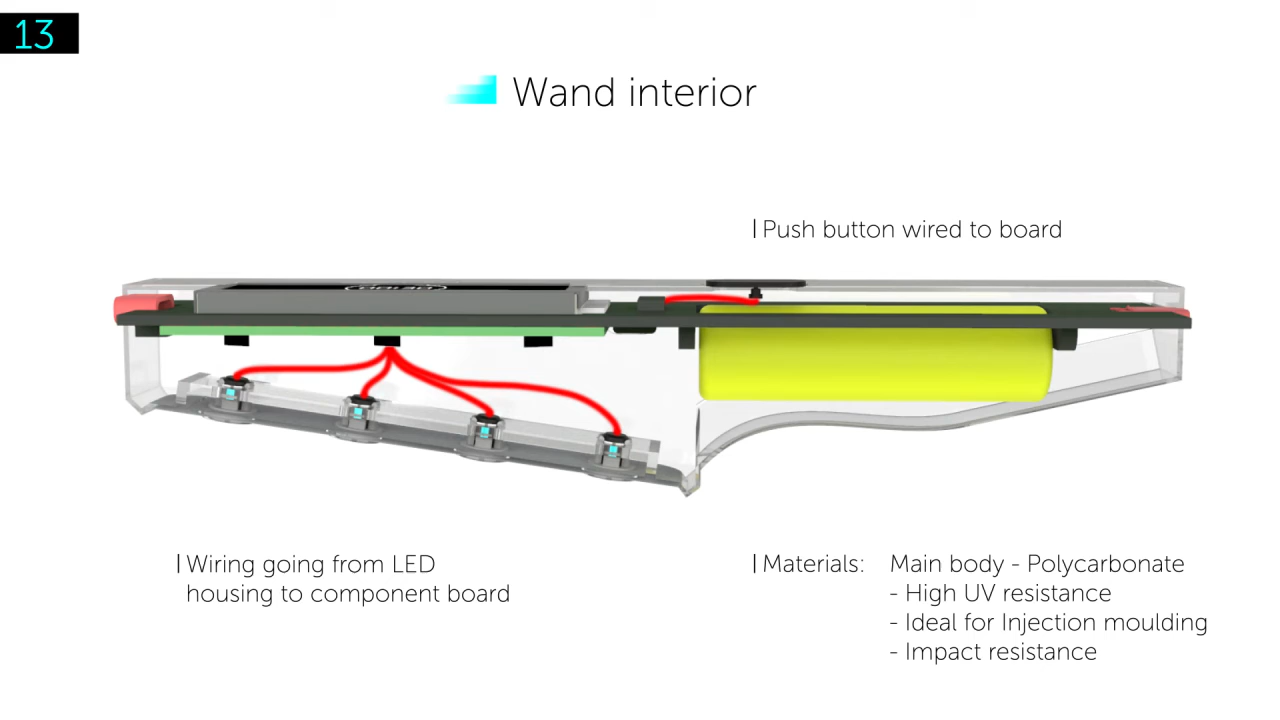 13
Wand interior
| Push button wired to board
| Wiring going from LED
housing to component board
| Materials: Main body - Polycarbonate
- High UV resistance
- Ideal for Injection moulding
- Impact resistance